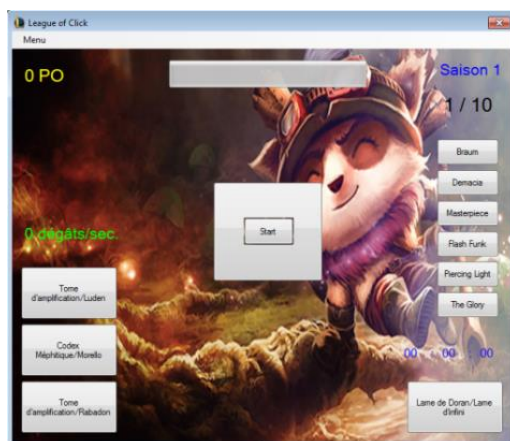 League of Click
Menu
0 PO
Saison 1
1 / 10
Braum
Demacia
Masterpiece
0 dégâts/sec.
Start
Flash Funk
Piercing Light
Tome
d'amplification/Luden
The Glory
Codex
Méphitique/Morello
00 : 00 : 00
Tome
d'amplification/Rabadon
Lame de Doran/Lame
d'infini